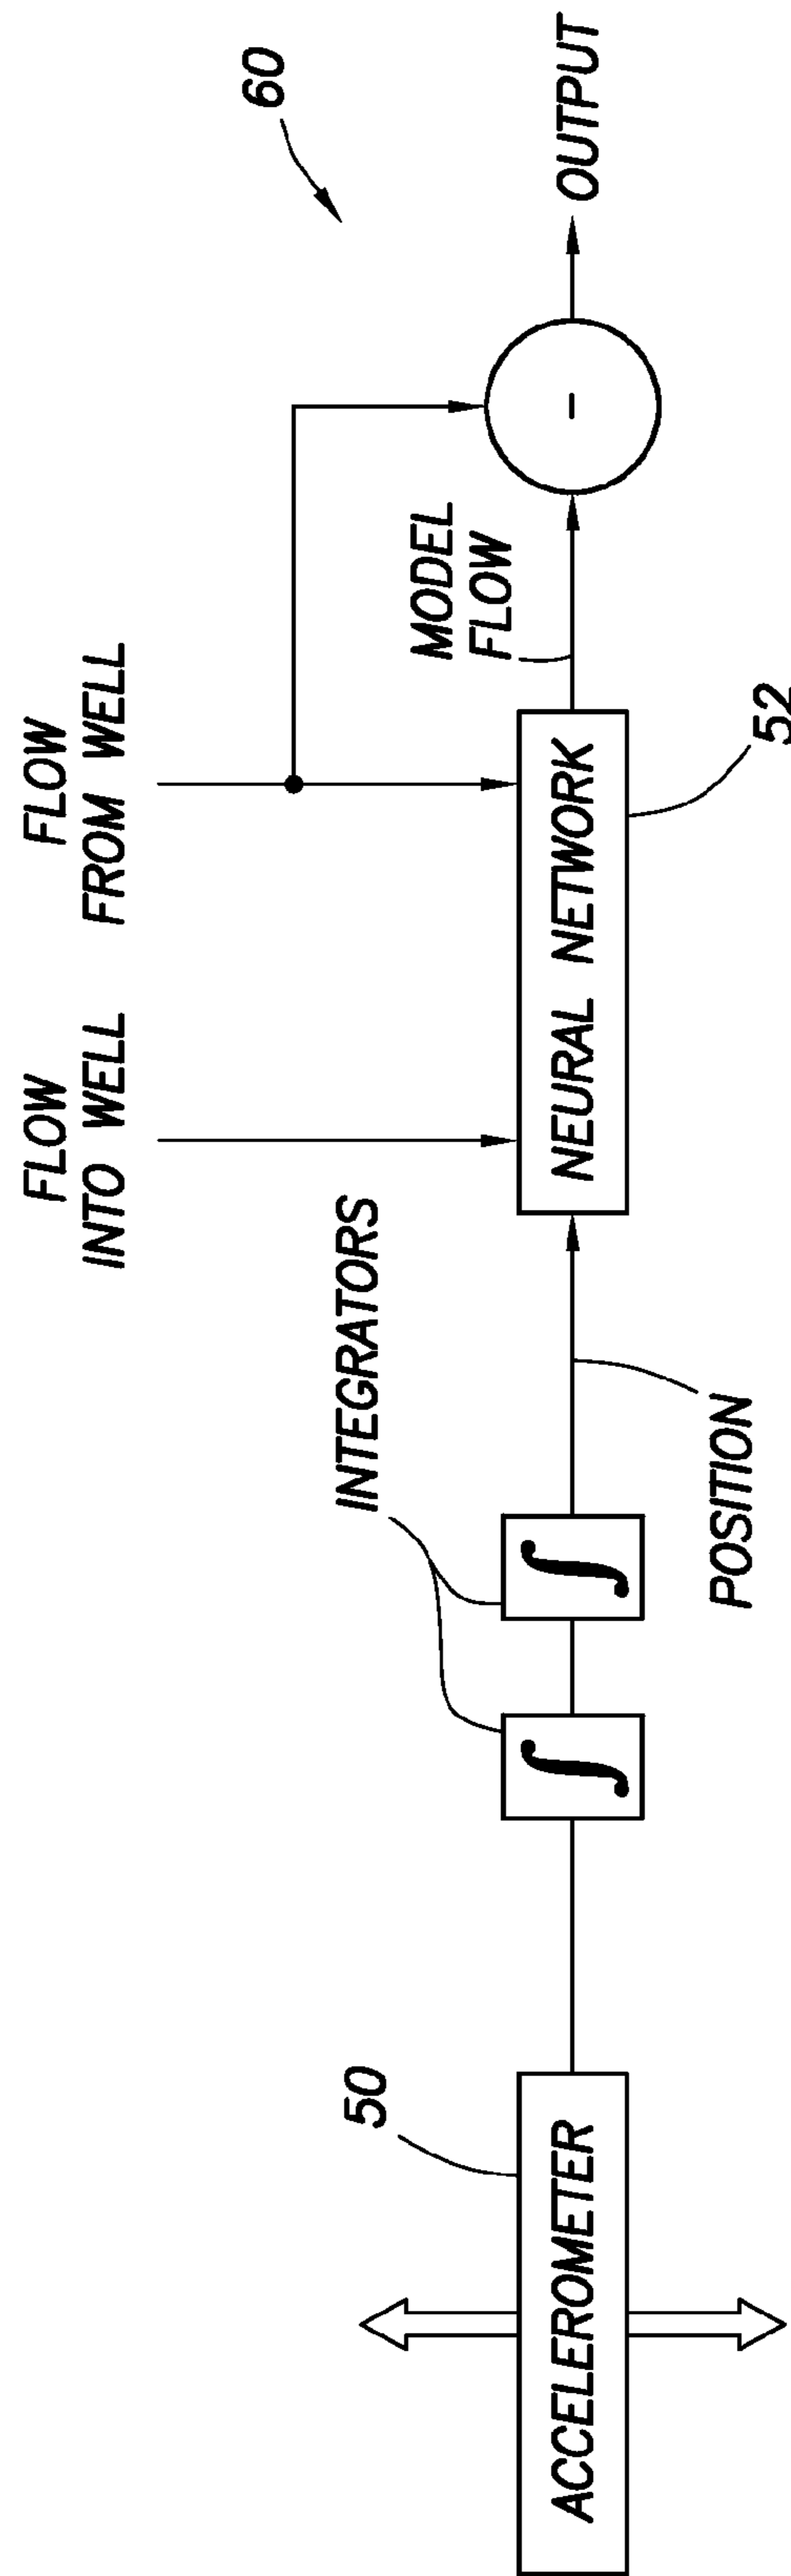 60
FLOW
INTO WELL
FLOW
FROM WELL
INTEGRATORS
MODEL
FLOW
OUTPUT
50
ACCELEROMETER
∫
∫
NEURAL NETWORK
-
POSITION
52